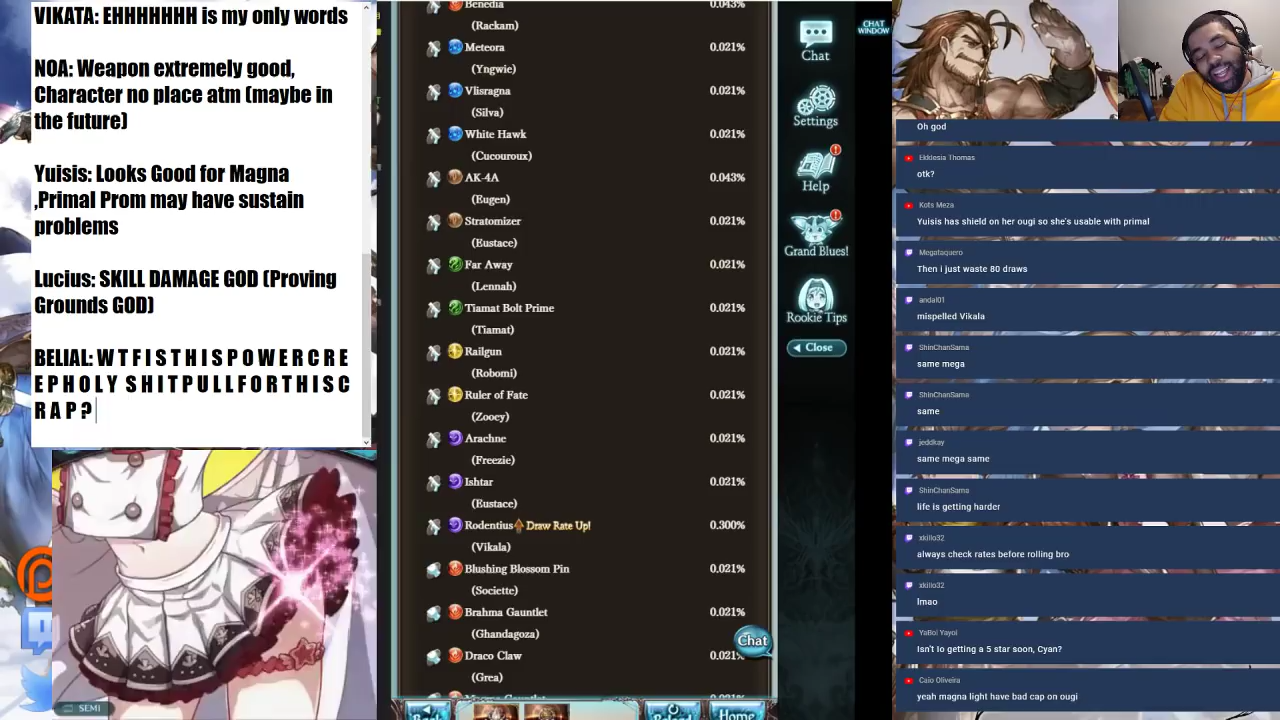 VIKATA: EHHHHHHH is my only words
NOA: Weapon extremely good,
Character no place atm (maybe in
the future)
Yuisis: Looks Good for Magna
,Primal Prom may have sustain
problems
Lucius: SKILL DAMAGE GOD (Proving
Grounds GOD)
BELIAL: W T F I S T H I S P O W E R C R E
E P H O L Y S H I T P U L L F O R T H I S C
R A P ?
SEMI
Benedia 0.043%
(Rackam)
Meteora 0.021%
(Yngwie)
Vlisragna 0.021%
(Silva)
White Hawk 0.021%
(Cucouroux)
AK-4A 0.043%
(Eugen)
Stratomizer 0.021%
(Eustace)
Far Away 0.021%
(Lennah)
Tiamat Bolt Prime 0.021%
(Tiamat)
Railgun 0.021%
(Robomi)
Ruler of Fate 0.021%
(Zooey)
Arachne 0.021%
(Freezie)
Ishtar 0.021%
(Eustace)
Rodentius Draw Rate Up! 0.300%
(Vikala)
Blushing Blossom Pin 0.021%
(Societte)
Brahma Gauntlet 0.021%
(Ghandagoza)
Draco Claw 0.021%
(Grea)
Chat
Home
Chat
Settings
Help
Grand Blues!
Rookie Tips
Close
CHAT
WINDOW
Oh god
Ekklesia Thomas
otk?
Kots Meza
Yuisis has shield on her ougi so she's usable with primal
Megafaquero
Then i just waste 80 draws
andal01
mispelled Vikala
ShinChanSama
same mega
ShinChanSama
same
jeddkay
same mega same
ShinChanSama
life is getting harder
xkillo32
always check rates before rolling bro
xkillo32
lmao
YaBoi Yayoi
Isn't Io getting a 5 star soon, Cyan?
Caio Oliveira
yeah magna light have bad cap on ougi